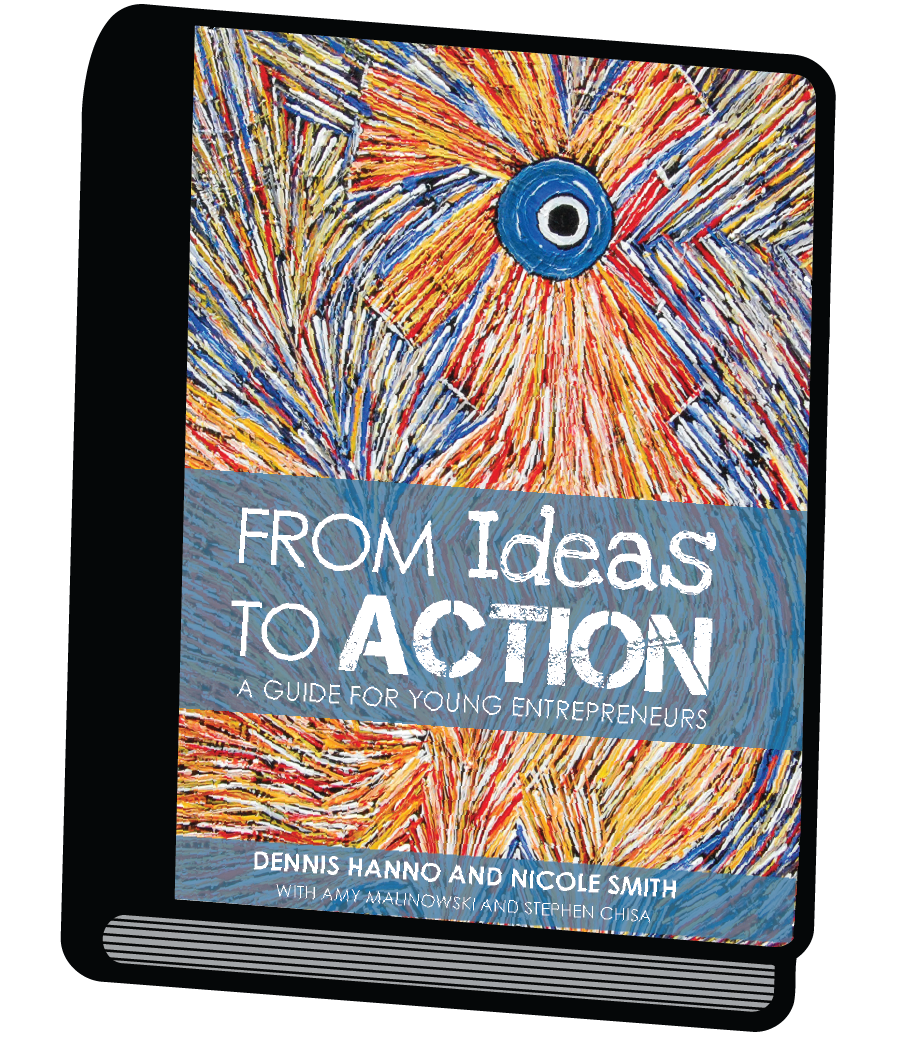 FROM Ideas
TO ACTION
A GUIDE FOR YOUNG ENTREPRENEURS
DENNIS HANNO AND NICOLE SMITH
WITH AMY MALINOWSKI AND STEPHEN CHISA